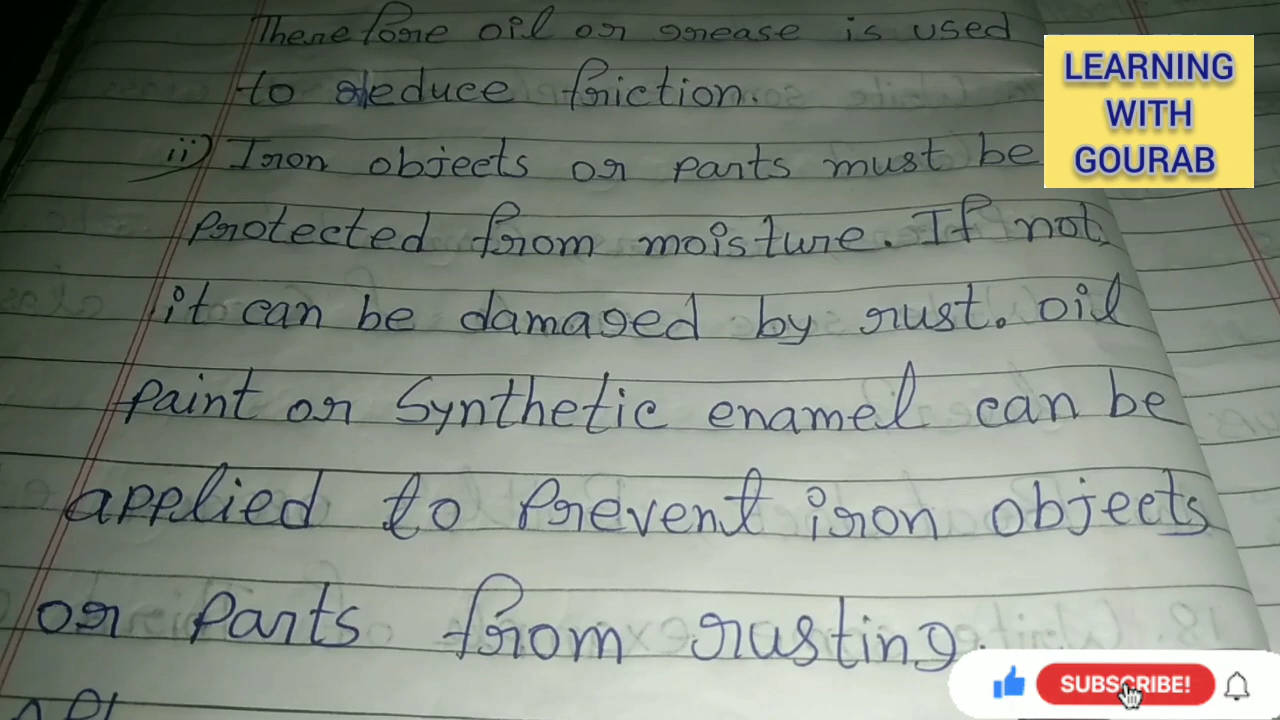 Therefore oil or grease is used
to reduce friction.
ii) Iron objects or parts must be
protected from moisture. If not,
it can be damaged by rust. oil
paint or synthetic enamel can be
applied to prevent iron objects
or parts from rusting.
LEARNING
WITH
GOURAB
SUBSCRIBE!